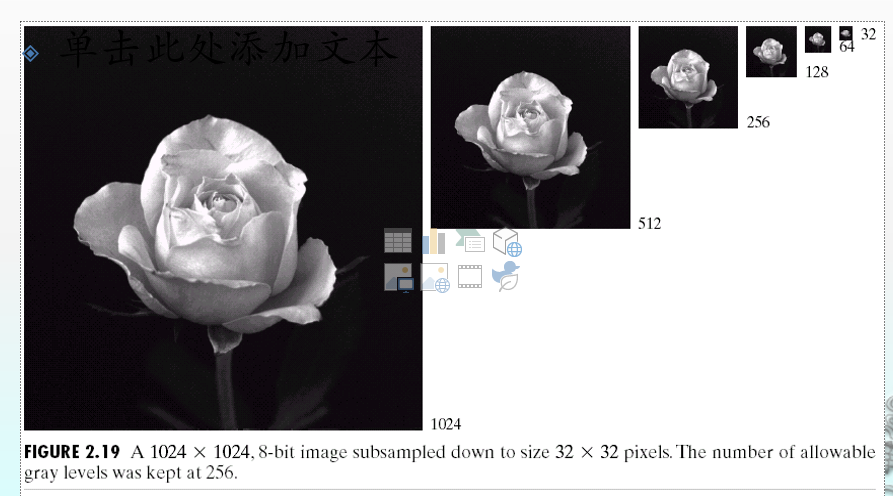 单击此处添加文本
32
64
128
256
512
1024
FIGURE 2.19 A 1024 × 1024, 8-bit image subsampled down to size 32 × 32 pixels. The number of allowable
gray levels was kept at 256.